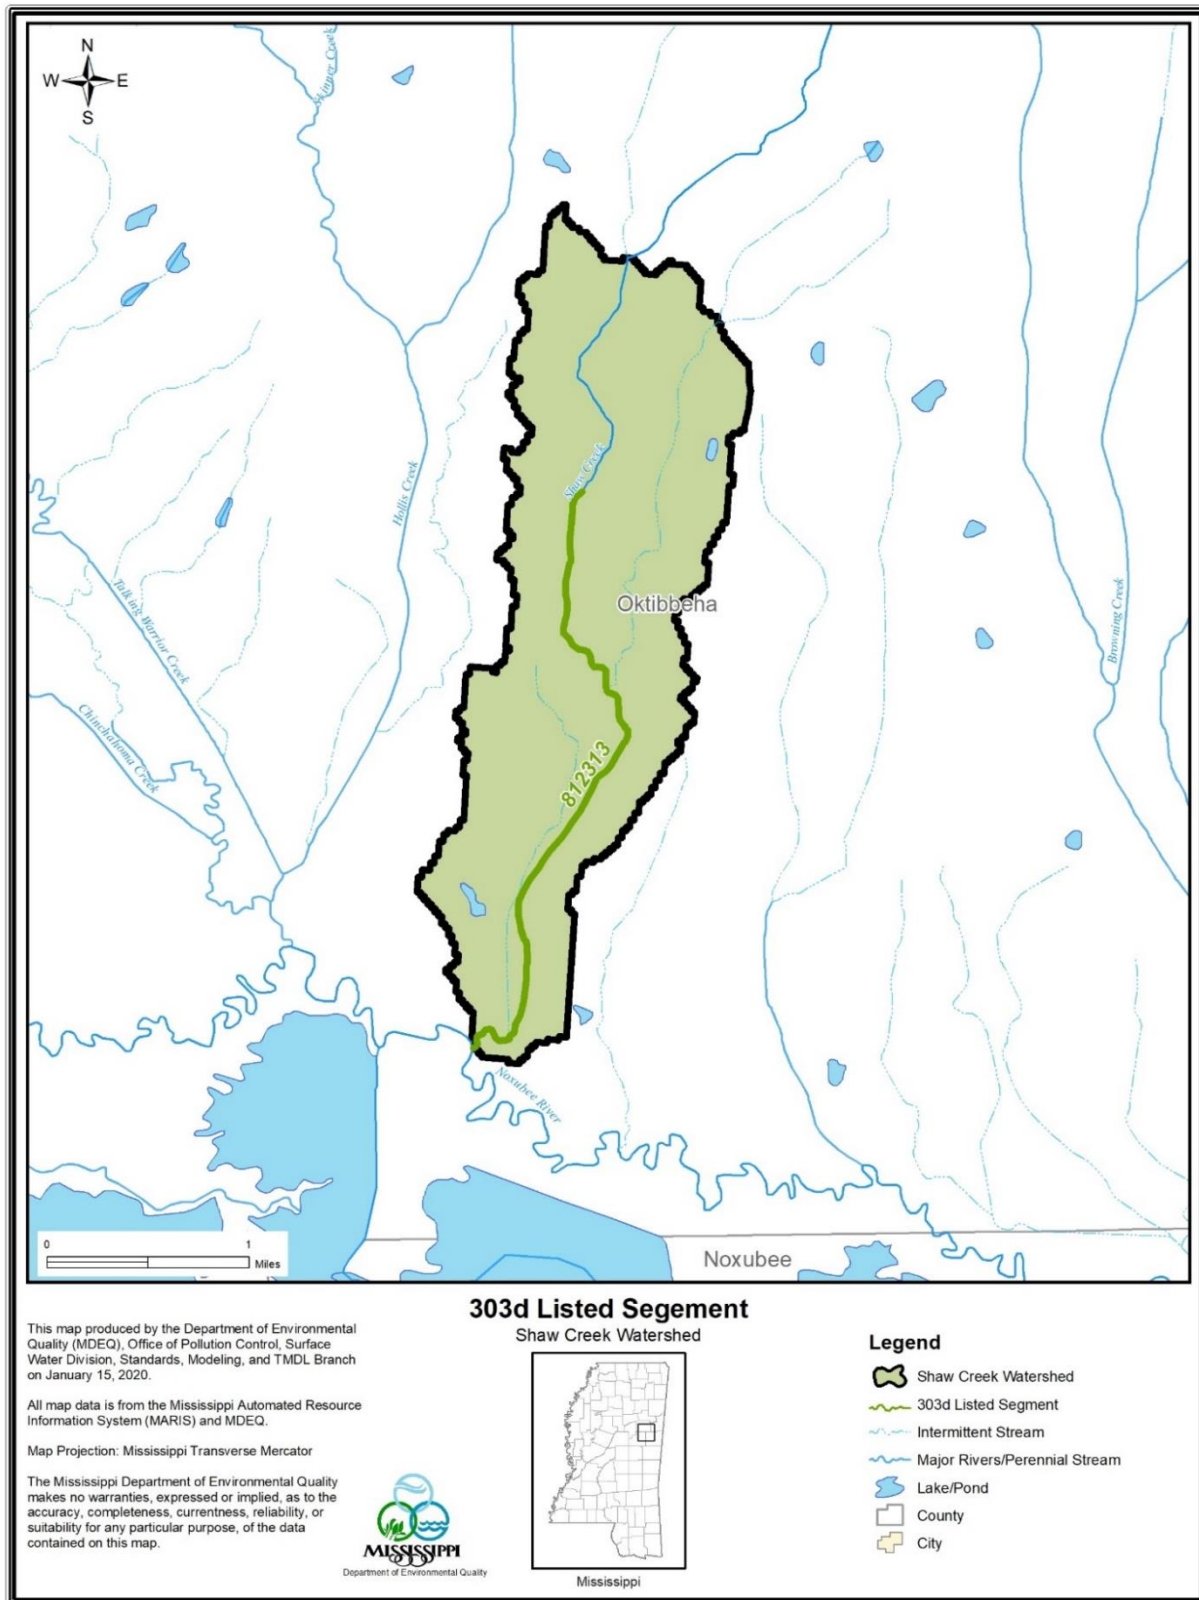 N
W E
S
Skinner Creek
Shaw Creek
Hollis Creek
Talking Warrior Creek
Chinchahoma Creek
Oktibbeha
Browning Creek
812313
Noxubee River
Noxubee
0 1
Miles
303d Listed Segement
Shaw Creek Watershed
This map produced by the Department of Environmental
Quality (MDEQ), Office of Pollution Control, Surface
Water Division, Standards, Modeling, and TMDL Branch
on January 15, 2020.
All map data is from the Mississippi Automated Resource
Information System (MARIS) and MDEQ.
Map Projection: Mississippi Transverse Mercator
The Mississippi Department of Environmental Quality
makes no warranties, expressed or implied, as to the
accuracy, completeness, currentness, reliability, or
suitability for any particular purpose, of the data
contained on this map.
MISSISSIPPI
Department of Environmental Quality
Mississippi
Legend
Shaw Creek Watershed
303d Listed Segment
Intermittent Stream
Major Rivers/Perennial Stream
Lake/Pond
County
City